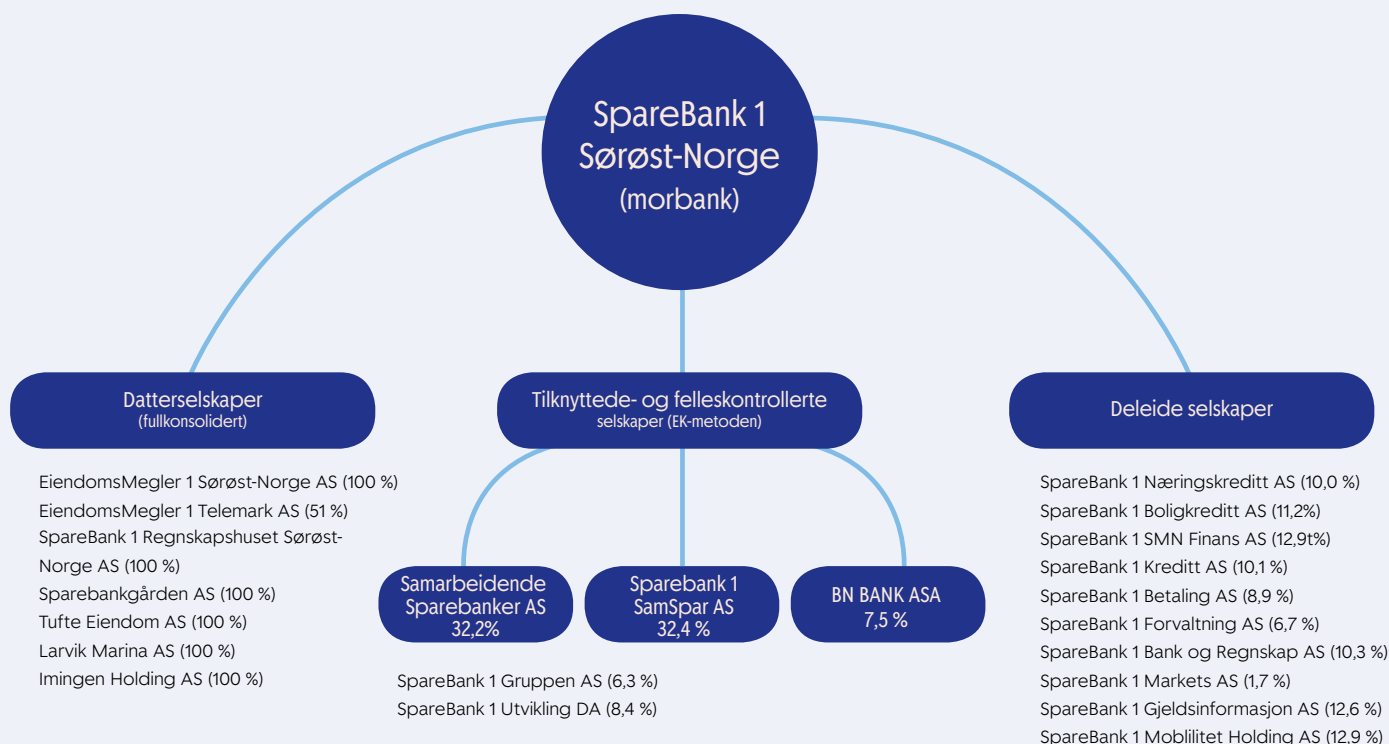 SpareBank 1
Sørøst-Norge
(morbank)
Datterselskaper
(fullkonsolidert)
EiendomsMegler 1 Sørøst-Norge AS (100 %)
EiendomsMegler 1 Telemark AS (51 %)
SpareBank 1 Regnskapshuset Sørøst-
Norge AS (100 %)
Sparebankgården AS (100 %)
Tufte Eiendom AS (100 %)
Larvik Marina AS (100 %)
Imingen Holding AS (100 %)
Tilknyttede- og felleskontrollerte
selskaper (EK-metoden)
Samarbeidende
Sparebanker AS
32,2%
Sparebank 1
SamSpar AS
32,4 %
BN BANK ASA
7,5 %
SpareBank 1 Gruppen AS (6,3 %)
SpareBank 1 Utvikling DA (8,4 %)
Deleide selskaper
SpareBank 1 Næringskreditt AS (10,0 %)
SpareBank 1 Boligkreditt AS (11,2%)
SpareBank 1 SMN Finans AS (12,9t%)
SpareBank 1 Kreditt AS (10,1 %)
SpareBank 1 Betaling AS (8,9 %)
SpareBank 1 Forvaltning AS (6,7 %)
SpareBank 1 Bank og Regnskap AS (10,3 %)
SpareBank 1 Markets AS (1,7 %)
SpareBank 1 Gjeldsinformasjon AS (12,6 %)
SpareBank 1 Moblilitet Holding AS (12,9 %)